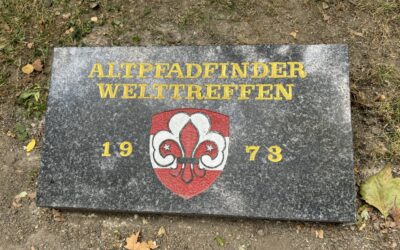 ALTPFADFINDER
WELTTREFFEN
19 73